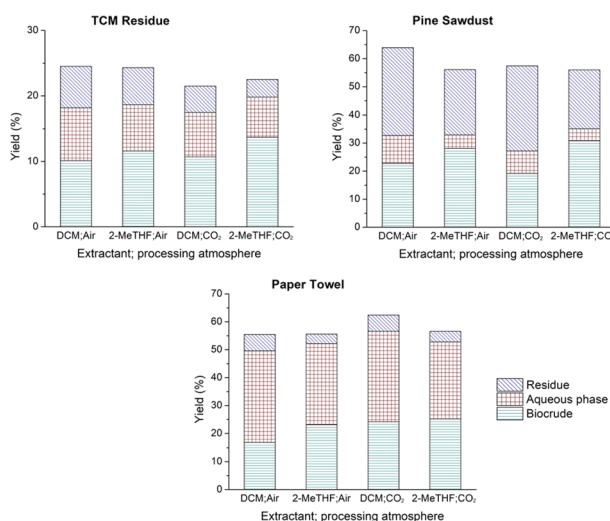 TCM Residue
Yield (%)
30
20
10
0
DCM;Air 2-MeTHF;Air DCM;CO₂ 2-MeTHF;CO₂
Extractant; processing atmosphere
Pine Sawdust
Yield (%)
70
60
50
40
30
20
10
0
DCM;Air 2-MeTHF;Air DCM;CO₂ 2-MeTHF;CO
Extractant; processing atmosphere
Paper Towel
Yield (%)
70
60
50
40
30
20
10
0
DCM;Air 2-MeTHF;Air DCM;CO₂ 2-MeTHF;CO₂
Extractant; processing atmosphere
Residue
Aqueous phase
Biocrude